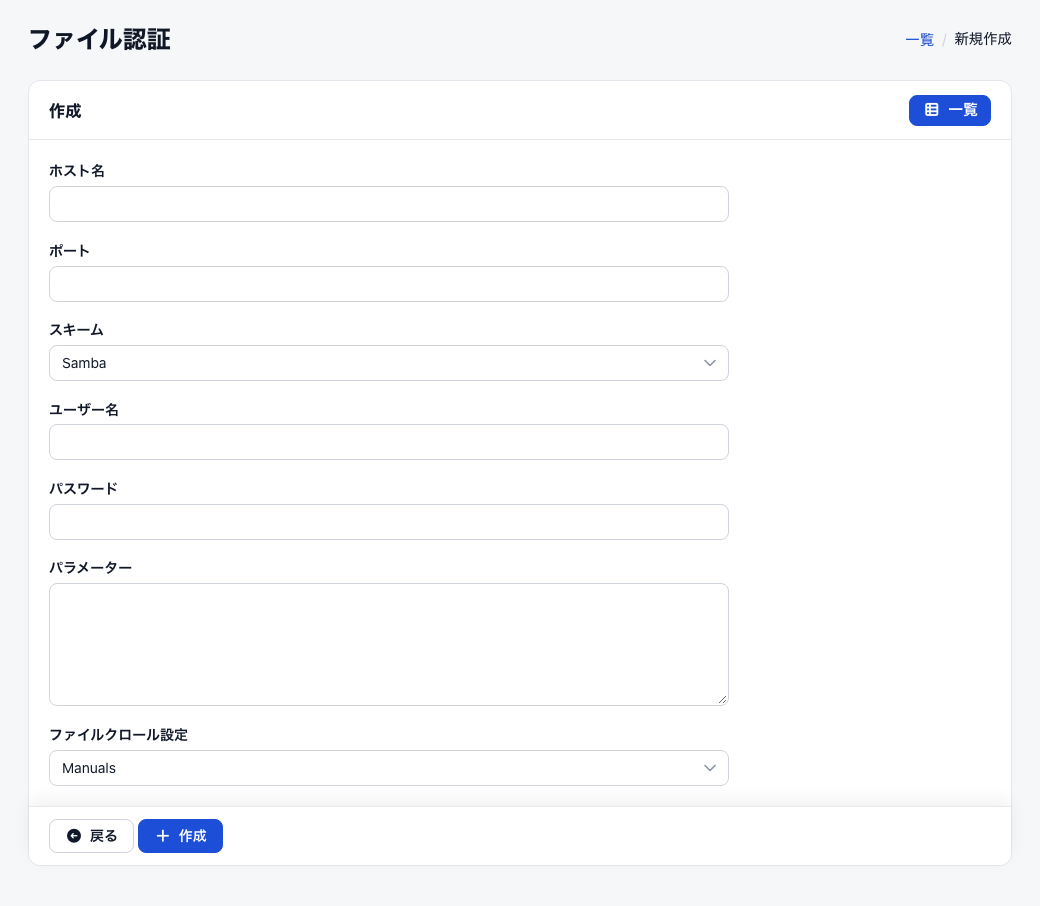 ファイル認証
一覧 / 新規作成
作成
一覧
ホスト名
ポート
スキーム
Samba
ユーザー名
パスワード
パラメーター
ファイルクロール設定
Manuals
戻る
作成